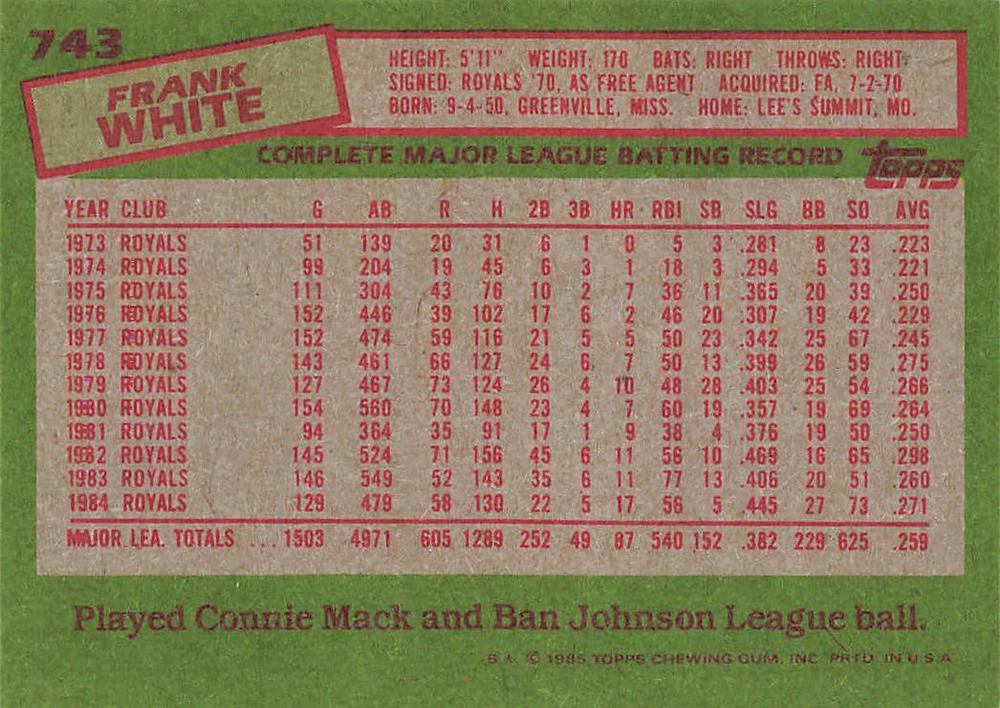 743
FRANK
WHITE
HEIGHT: 5'11" WEIGHT: 170 BATS: RIGHT THROWS: RIGHT
SIGNED: ROYALS '70, AS FREE AGENT ACQUIRED: FA, 7-2-70
BORN: 9-4-50, GREENVILLE, MISS. HOME: LEE'S SUMMIT, MO.
COMPLETE MAJOR LEAGUE BATTING RECORD topps
YEAR CLUB G AB R H 2B 3B HR RBI SB SLG BB SO AVG
1973 ROYALS 51 139 20 31 6 1 0 5 3 .281 8 23 .223
1974 ROYALS 99 204 19 45 6 3 1 18 3 .294 5 33 .221
1975 ROYALS 111 304 43 76 10 2 7 36 11 .365 20 39 .250
1976 ROYALS 152 446 39 102 17 6 2 46 20 .307 19 42 .229
1977 ROYALS 152 474 59 116 21 5 5 50 23 .342 25 67 .245
1978 ROYALS 143 461 66 127 24 6 7 50 13 .399 26 59 .275
1979 ROYALS 127 467 73 124 26 4 10 48 28 .403 25 54 .266
1980 ROYALS 154 560 70 148 23 4 7 60 19 .357 19 69 .264
1981 ROYALS 94 364 35 91 17 1 9 38 4 .376 19 50 .250
1982 ROYALS 145 524 71 156 45 6 11 56 10 .469 16 65 .298
1983 ROYALS 146 549 52 143 35 6 11 77 13 .406 20 51 .260
1984 ROYALS 129 479 58 130 22 5 17 56 5 .445 27 73 .271
MAJOR LEA. TOTALS ... 1503 4971 605 1289 252 49 87 540 152 .382 229 625 .259
Played Connie Mack and Ban Johnson League ball.
B* © 1985 TOPPS CHEWING GUM, INC. PRTD. IN U.S.A.